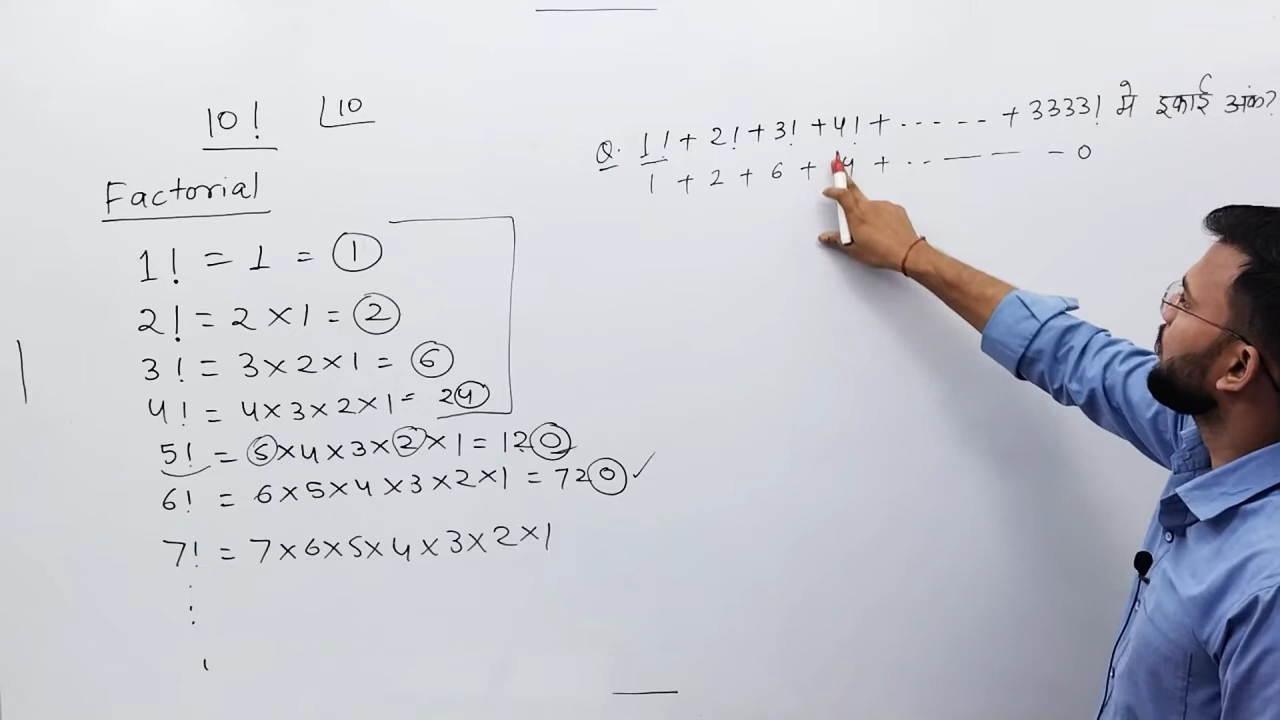 10! ⌊10
Factorial
1! = 1 = 1
2! = 2 × 1 = 2
3! = 3 × 2 × 1 = 6
4! = 4 × 3 × 2 × 1 = 24
5! = 5 × 4 × 3 × 2 × 1 = 120
6! = 6 × 5 × 4 × 3 × 2 × 1 = 720 ✓
7! = 7 × 6 × 5 × 4 × 3 × 2 × 1
Q. 1! + 2! + 3! + 4! + ------ + 3333! मे इकाई अंक?
1 + 2 + 6 + 4 + ------ 0